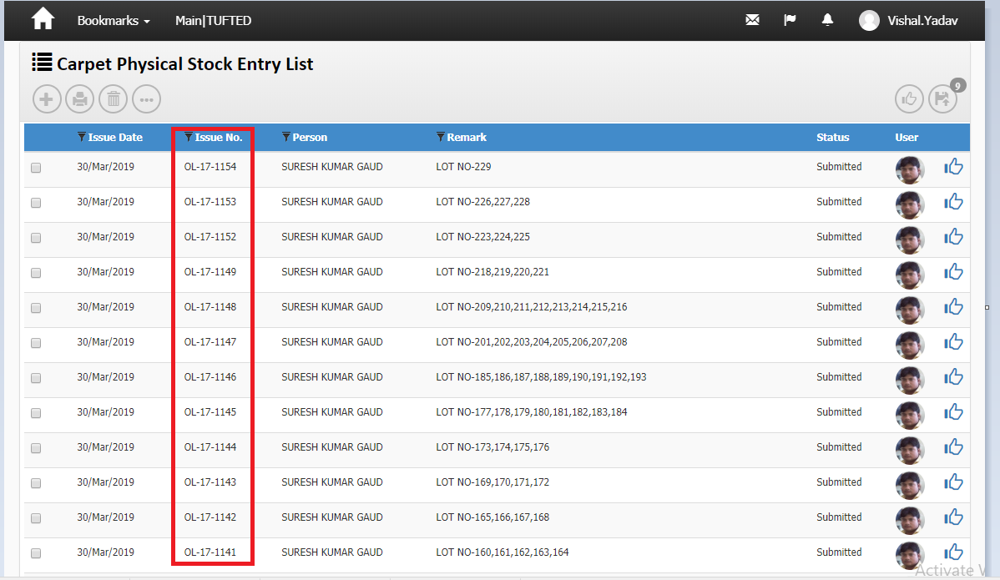 Bookmarks Main|TUFTED Vishal.Yadav
Carpet Physical Stock Entry List
9
Issue Date Issue No. Person Remark Status User
30/Mar/2019 OL-17-1154 SURESH KUMAR GAUD LOT NO-229 Submitted
30/Mar/2019 OL-17-1153 SURESH KUMAR GAUD LOT NO-226,227,228 Submitted
30/Mar/2019 OL-17-1152 SURESH KUMAR GAUD LOT NO-223,224,225 Submitted
30/Mar/2019 OL-17-1149 SURESH KUMAR GAUD LOT NO-218,219,220,221 Submitted
30/Mar/2019 OL-17-1148 SURESH KUMAR GAUD LOT NO-209,210,211,212,213,214,215,216 Submitted
30/Mar/2019 OL-17-1147 SURESH KUMAR GAUD LOT NO-201,202,203,204,205,206,207,208 Submitted
30/Mar/2019 OL-17-1146 SURESH KUMAR GAUD LOT NO-185,186,187,188,189,190,191,192,193 Submitted
30/Mar/2019 OL-17-1145 SURESH KUMAR GAUD LOT NO-177,178,179,180,181,182,183,184 Submitted
30/Mar/2019 OL-17-1144 SURESH KUMAR GAUD LOT NO-173,174,175,176 Submitted
30/Mar/2019 OL-17-1143 SURESH KUMAR GAUD LOT NO-169,170,171,172 Submitted
30/Mar/2019 OL-17-1142 SURESH KUMAR GAUD LOT NO-165,166,167,168 Submitted
30/Mar/2019 OL-17-1141 SURESH KUMAR GAUD LOT NO-160,161,162,163,164 Submitted
Activate